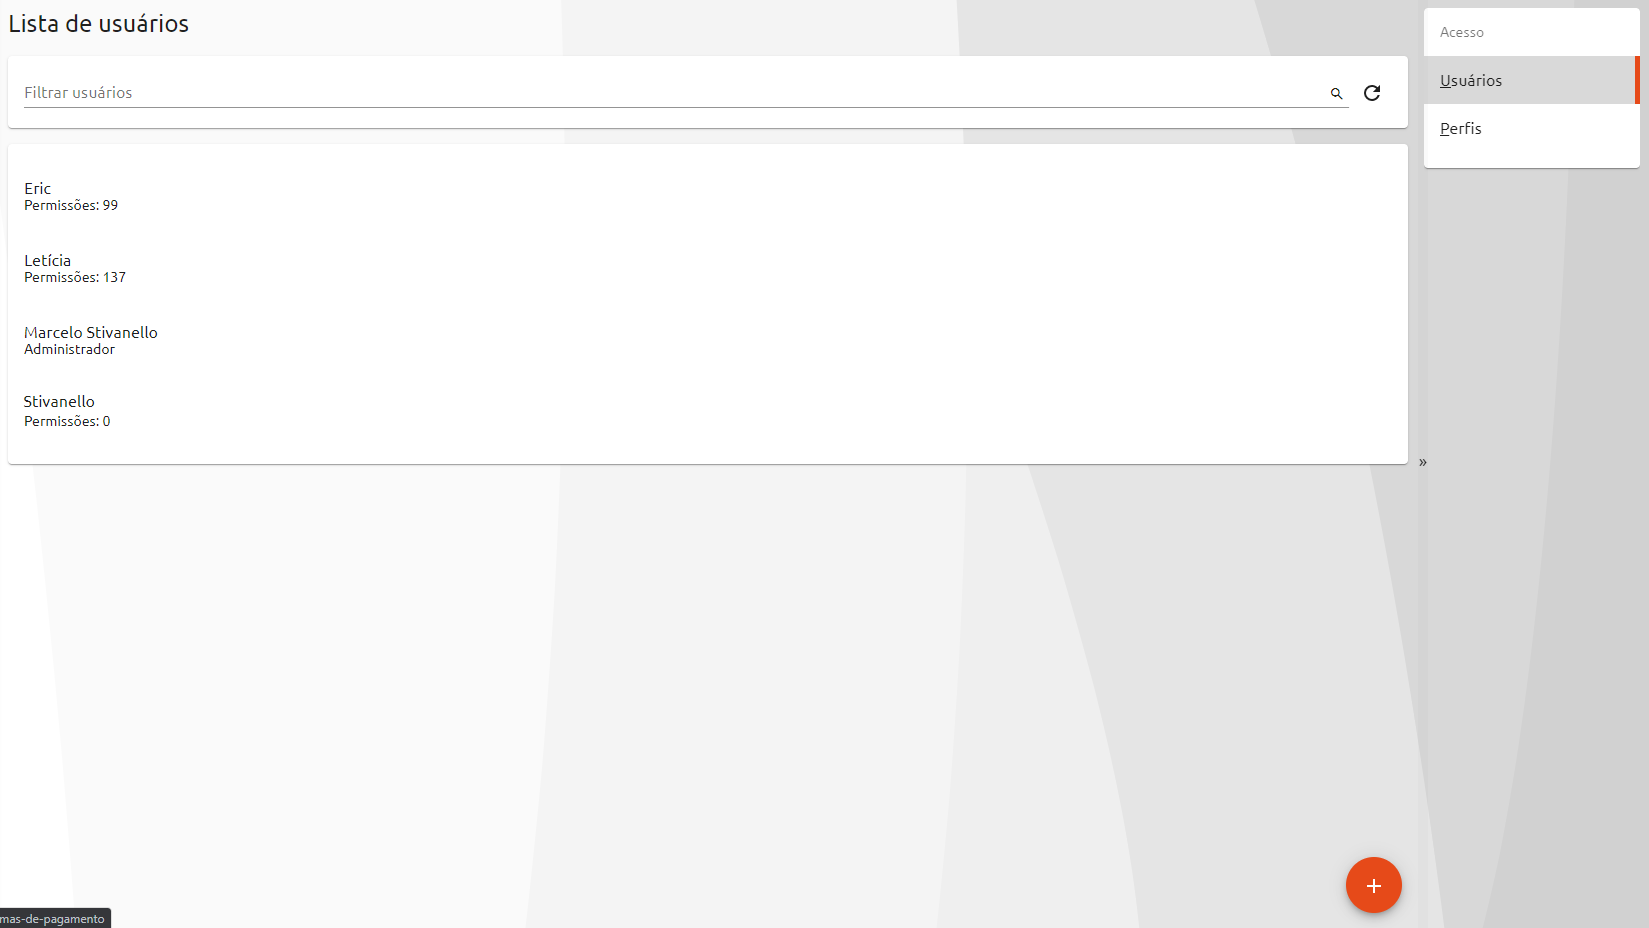 Lista de usuários
Filtrar usuários
Eric
Permissões: 99
Letícia
Permissões: 137
Marcelo Stivanello
Administrador
Stivanello
Permissões: 0
Acesso
Usuários
Perfis
»
+
mas-de-pagamento